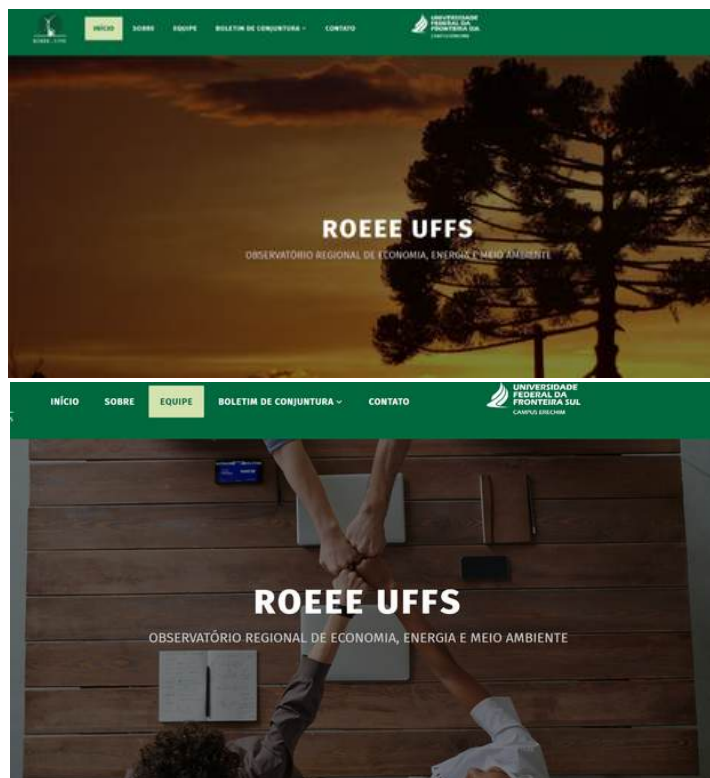 INÍCIO SOBRE EQUIPE BOLETIM DE CONJUNTURA CONTATO
UNIVERSIDADE
FEDERAL DA
FRONTEIRA SUL
CAMPUS ERECHIM
ROEEE UFFS
OBSERVATÓRIO REGIONAL DE ECONOMIA, ENERGIA E MEIO AMBIENTE
INÍCIO SOBRE EQUIPE BOLETIM DE CONJUNTURA CONTATO
UNIVERSIDADE
FEDERAL DA
FRONTEIRA SUL
CAMPUS ERECHIM
ROEEE UFFS
OBSERVATÓRIO REGIONAL DE ECONOMIA, ENERGIA E MEIO AMBIENTE